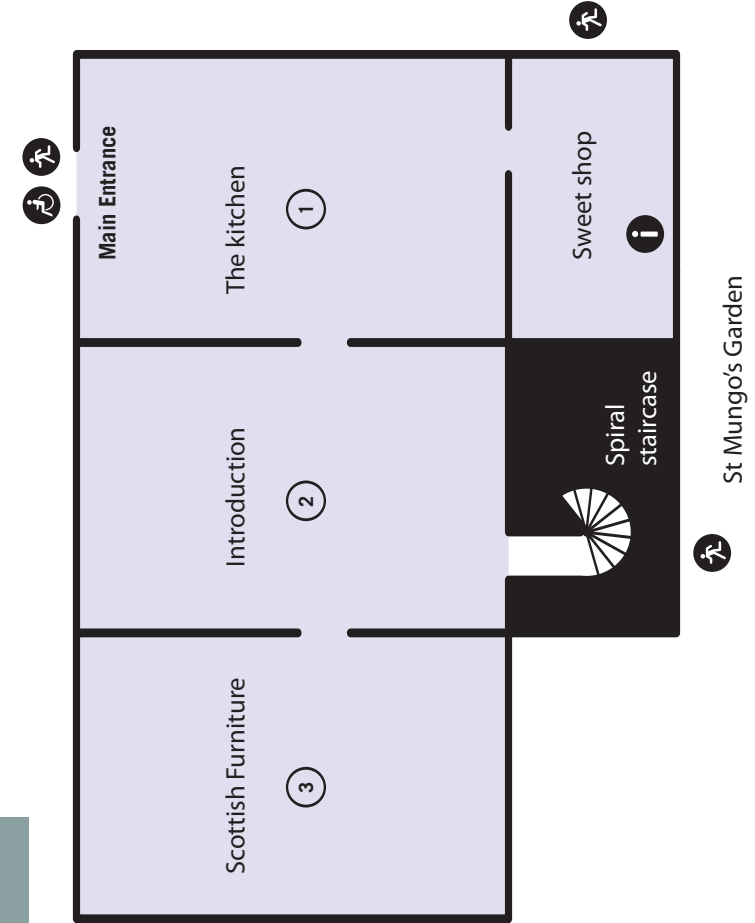 Scottish Furniture
3
Introduction
2
The kitchen
1
Main Entrance
Spiral
staircase
Sweet shop
i
St Mungo's Garden